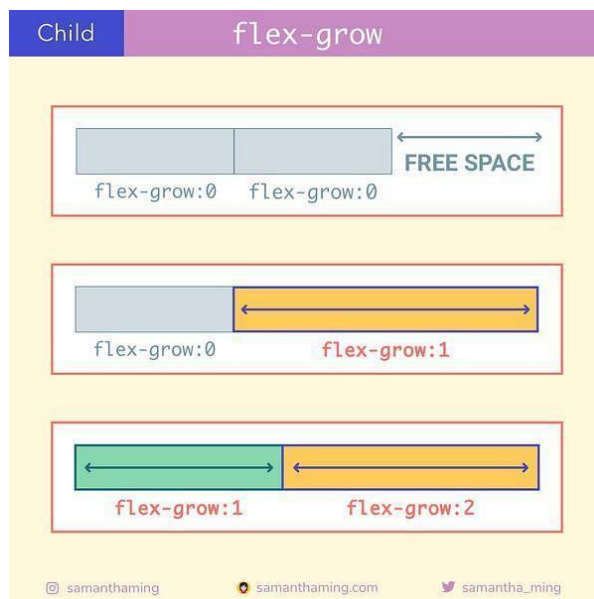 Child
flex-grow
FREE SPACE
flex-grow:0 flex-grow:0
flex-grow:0 flex-grow:1
flex-grow:1 flex-grow:2
samanthaming samanthaming.com samantha_ming